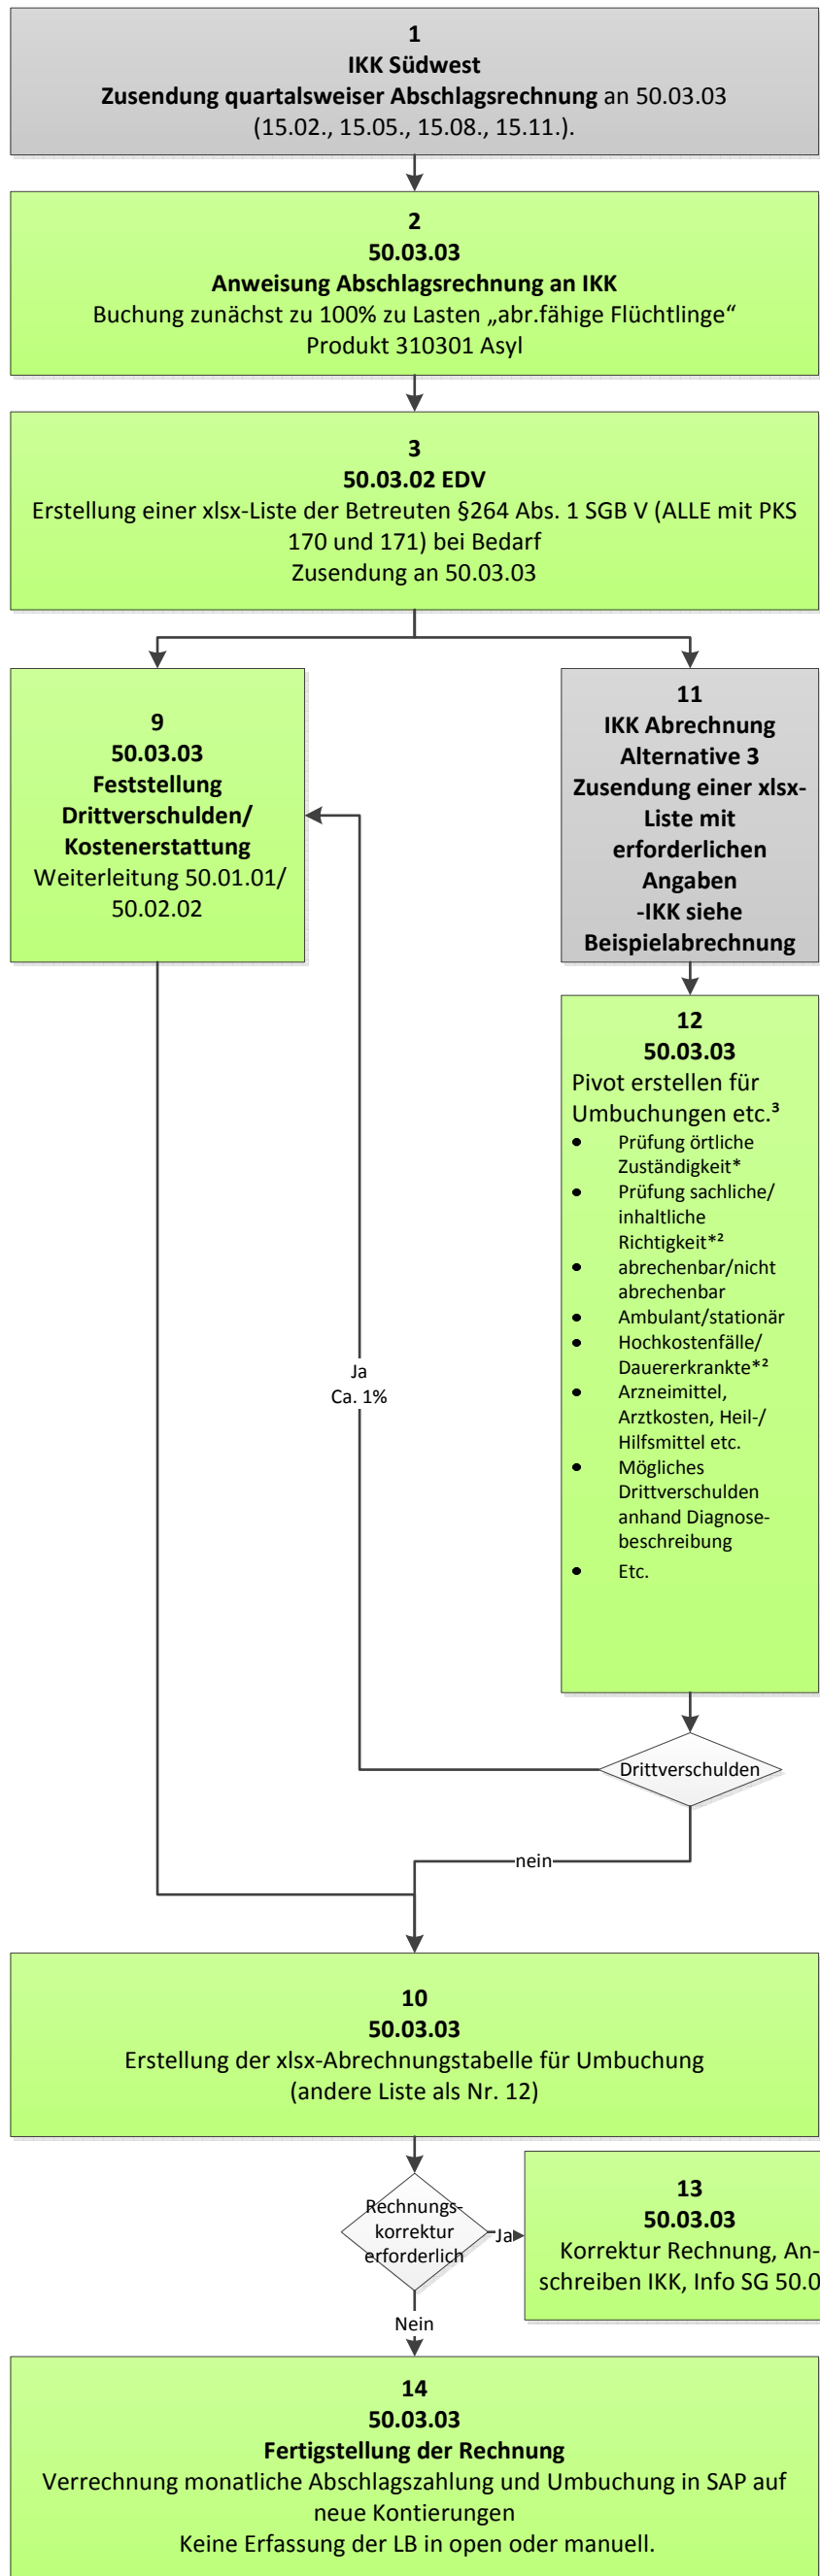 1
IKK Südwest
Zusendung quartalsweiser Abschlagsrechnung an 50.03.03
(15.02., 15.05., 15.08., 15.11.).
2
50.03.03
Anweisung Abschlagsrechnung an IKK
Buchung zunächst zu 100% zu Lasten „abr.fähige Flüchtlinge“
Produkt 310301 Asyl
3
50.03.02 EDV
Erstellung einer xlsx-Liste der Betreuten §264 Abs. 1 SGB V (ALLE mit PKS
170 und 171) bei Bedarf
Zusendung an 50.03.03
9
50.03.03
Feststellung
Drittverschulden/
Kostenerstattung
Weiterleitung 50.01.01/
50.02.02
11
IKK Abrechnung
Alternative 3
Zusendung einer xlsx-
Liste mit
erforderlichen
Angaben
-IKK siehe
Beispielabrechnung
12
50.03.03
Pivot erstellen für
Umbuchungen etc.³
• Prüfung örtliche
Zuständigkeit*
• Prüfung sachliche/
inhaltliche
Richtigkeit*²
• abrechenbar/nicht
abrechenbar
• Ambulant/stationär
• Hochkostenfälle/
Dauererkrankte*²
• Arzneimittel,
Arztkosten, Heil-/
Hilfsmittel etc.
• Mögliches
Drittverschulden
anhand Diagnose-
beschreibung
• Etc.
Ja
Ca. 1%
Drittverschulden
nein
10
50.03.03
Erstellung der xlsx-Abrechnungstabelle für Umbuchung
(andere Liste als Nr. 12)
Rechnungs-
korrektur
erforderlich
Ja
13
50.03.03
Korrektur Rechnung, An-
schreiben IKK, Info SG 50.0
Nein
14
50.03.03
Fertigstellung der Rechnung
Verrechnung monatliche Abschlagszahlung und Umbuchung in SAP auf
neue Kontierungen
Keine Erfassung der LB in open oder manuell.